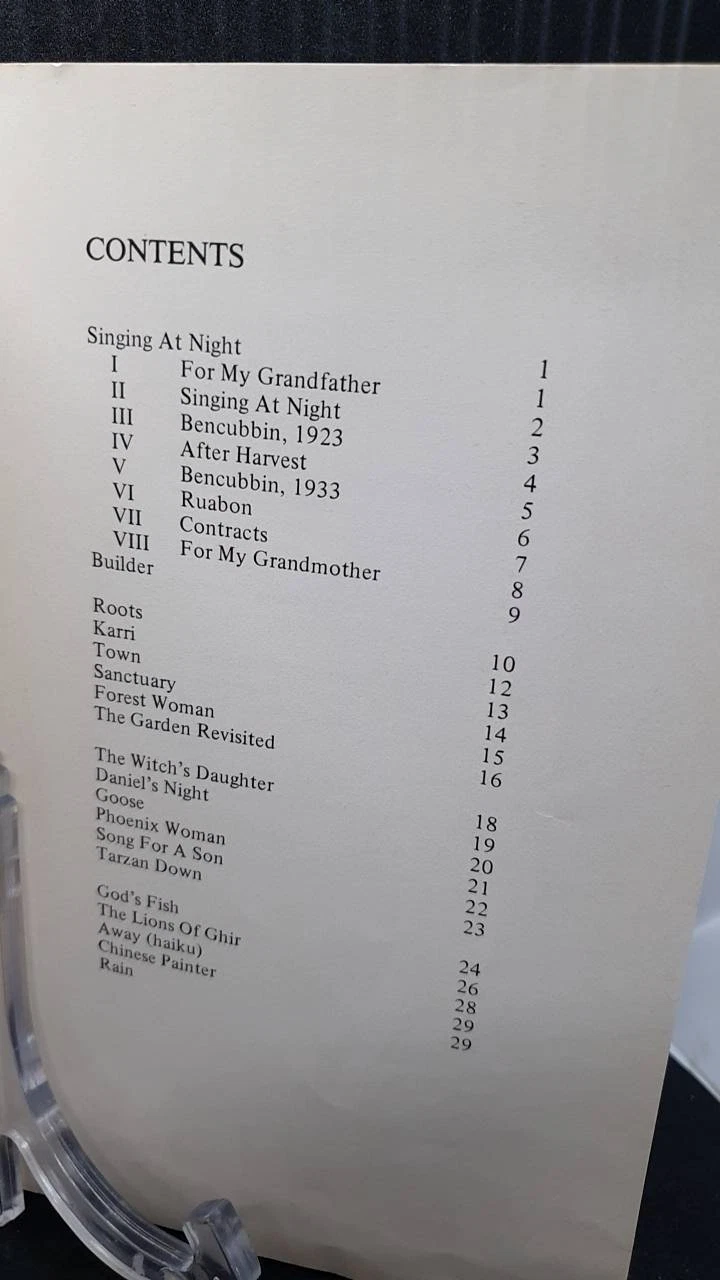 CONTENTS
Singing At Night 1
I For My Grandfather 1
II Singing At Night 2
III Bencubbin, 1923 3
IV After Harvest 4
V Bencubbin, 1933 5
VI Ruabon 6
VII Contracts 7
VIII For My Grandmother 8
Builder 9
Roots 10
Karri 12
Town 13
Sanctuary 14
Forest Woman 15
The Garden Revisited 16
The Witch's Daughter 18
Daniel's Night 19
Goose 20
Phoenix Woman 21
Song For A Son 22
Tarzan Down 23
God's Fish 24
The Lions Of Ghir 26
Away (haiku) 28
Chinese Painter 29
Rain 29